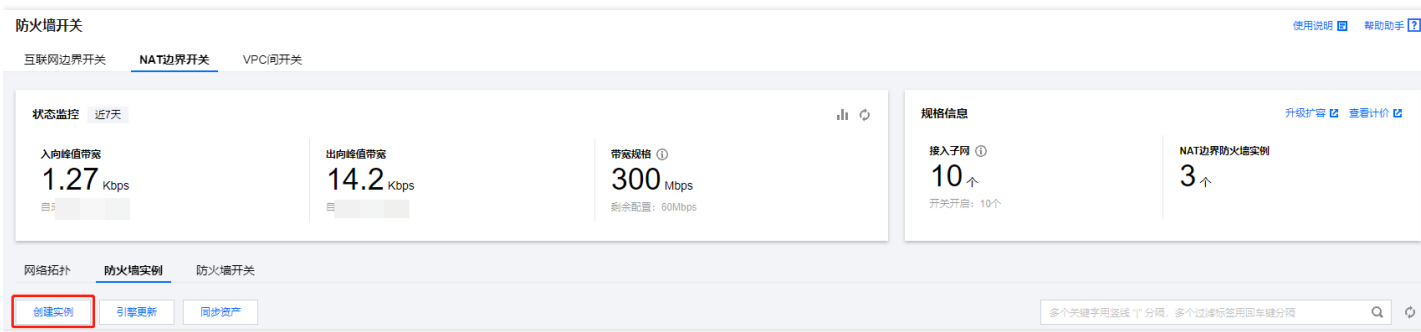 防火墙开关 使用说明 帮助助手
互联网边界开关 NAT边界开关 VPC间开关
状态监控 近7天
入向峰值带宽 出向峰值带宽 带宽规格
1.27 Kbps 14.2 Kbps 300 Mbps
剩余配置：60Mbps
规格信息 升级扩容 查看计价
接入子网 NAT边界防火墙实例
10 个 3 个
开关开启：10个
网络拓扑 防火墙实例 防火墙开关
创建实例 引擎更新 同步资产 多个关键字用竖线 "|" 分隔，多个过滤标签用回车键分隔